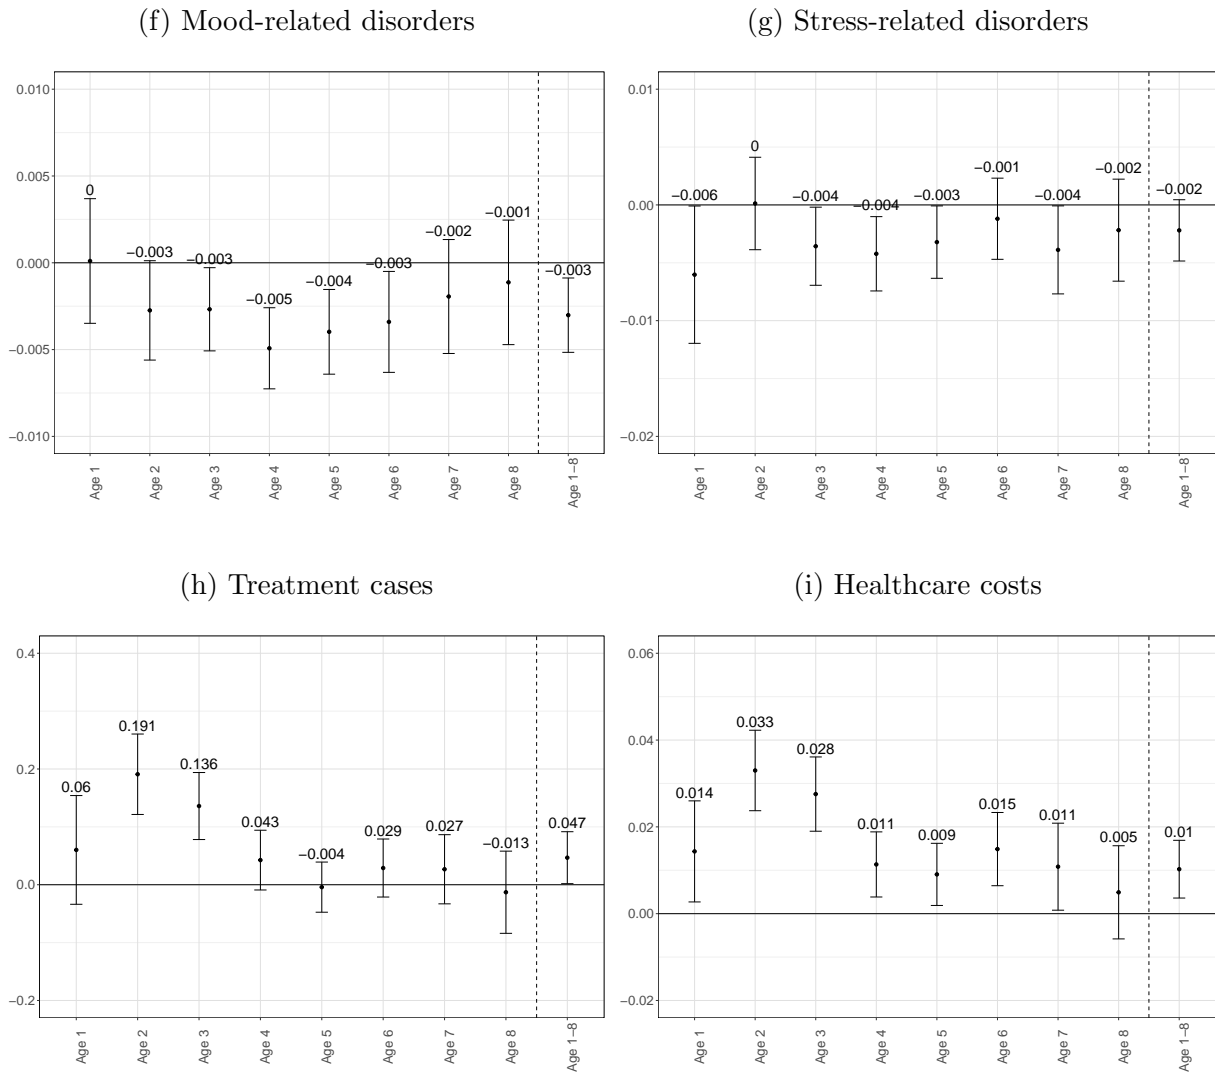 (f) Mood-related disorders
0.010
0.005
0.000
−0.005
−0.010
0
−0.003
−0.003
−0.005
−0.004
−0.003
−0.002
−0.001
−0.003
Age 1
Age 2
Age 3
Age 4
Age 5
Age 6
Age 7
Age 8
Age 1−8
(g) Stress-related disorders
0.01
0.00
−0.01
−0.02
−0.006
0
−0.004
−0.004
−0.003
−0.001
−0.004
−0.002
−0.002
Age 1
Age 2
Age 3
Age 4
Age 5
Age 6
Age 7
Age 8
Age 1−8
(h) Treatment cases
0.4
0.2
0.0
−0.2
0.06
0.191
0.136
0.043
−0.004
0.029
0.027
−0.013
0.047
Age 1
Age 2
Age 3
Age 4
Age 5
Age 6
Age 7
Age 8
Age 1−8
(i) Healthcare costs
0.06
0.04
0.02
0.00
−0.02
0.014
0.033
0.028
0.011
0.009
0.015
0.011
0.005
0.01
Age 1
Age 2
Age 3
Age 4
Age 5
Age 6
Age 7
Age 8
Age 1−8